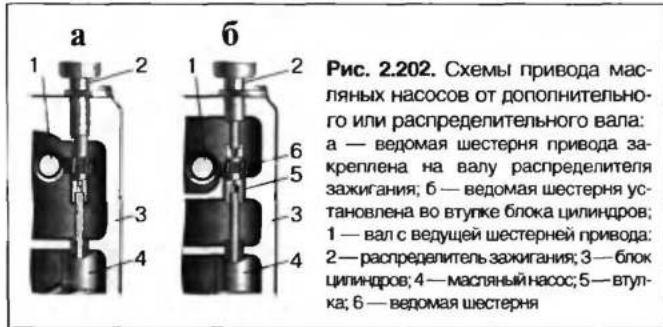 а
б
1
2
3
4
1
2
6
5
3
4
Рис. 2.202. Схемы привода мас-
ляных насосов от дополнительно-
го или распределительного вала:
а — ведомая шестерня привода за-
креплена на валу распределителя
зажигания; б — ведомая шестерня ус-
тановлена во втулке блока цилиндров;
1 — вал с ведущей шестерней привода:
2 — распределитель зажигания; 3 — блок
цилиндров; 4 — масляный насос; 5 — втул-
ка; 6 — ведомая шестерня